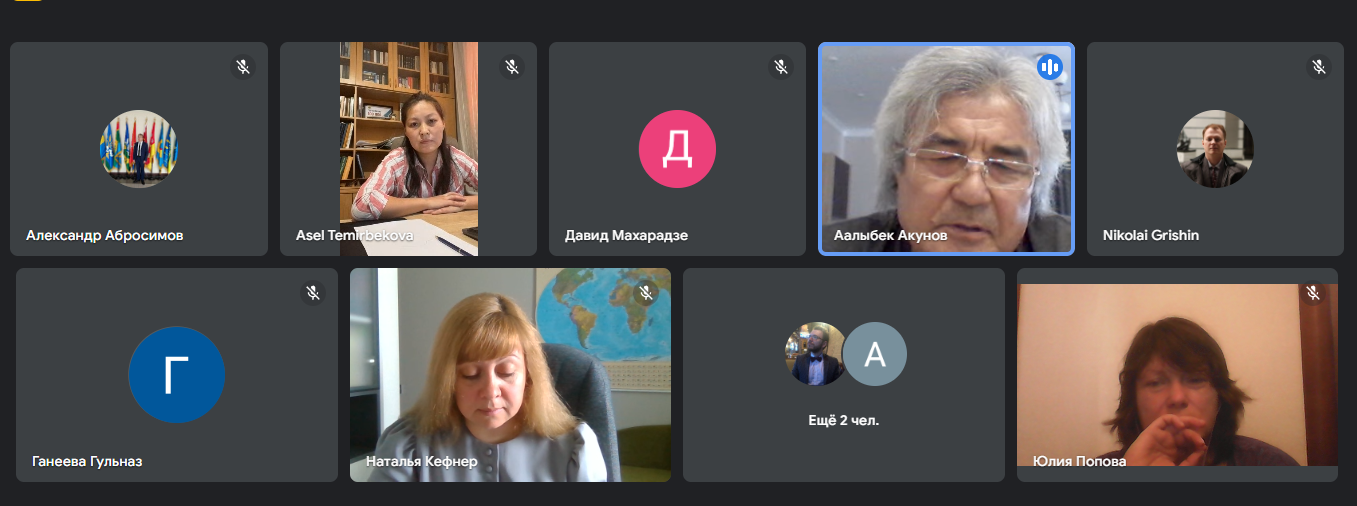 Александр Абросимов
Asel Temirbekova
Д
Давид Махарадзе
Аалыбек Акунов
Nikolai Grishin
Г
Ганеева Гульназ
Наталья Кефнер
А
Ещё 2 чел.
Юлия Попова